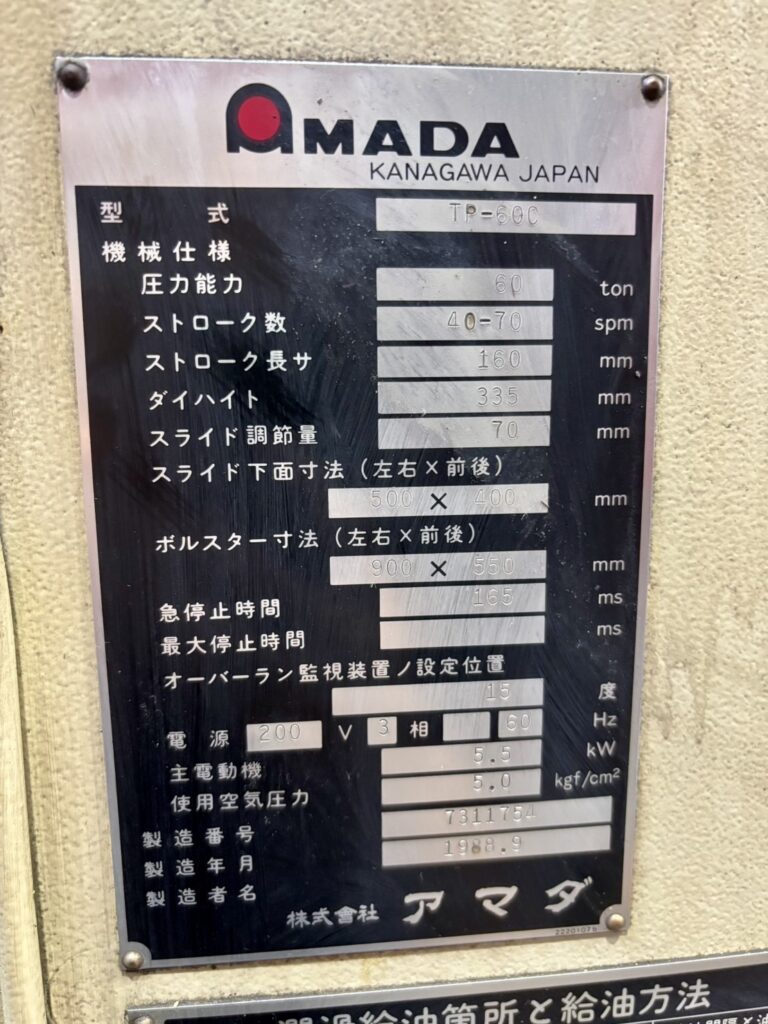 AMADA
KANAGAWA JAPAN
型 式 TP-60C
機械仕様
圧力能力 60 ton
ストローク数 40-70 spm
ストローク長サ 160 mm
ダイハイト 335 mm
スライド調節量 70 mm
スライド下面寸法（左右×前後）
500 × 400 mm
ボルスター寸法（左右×前後）
900 × 550 mm
急停止時間 165 ms
最大停止時間 ms
オーバーラン監視装置ノ設定位置
15 度
電源 200 V 3 相 60 Hz
主電動機 5.5 kW
使用空気圧力 5.0 kgf/cm²
製造番号 7311754
製造年月 1988.9
製造者名
株式會社 アマダ
給油箇所と給油方法